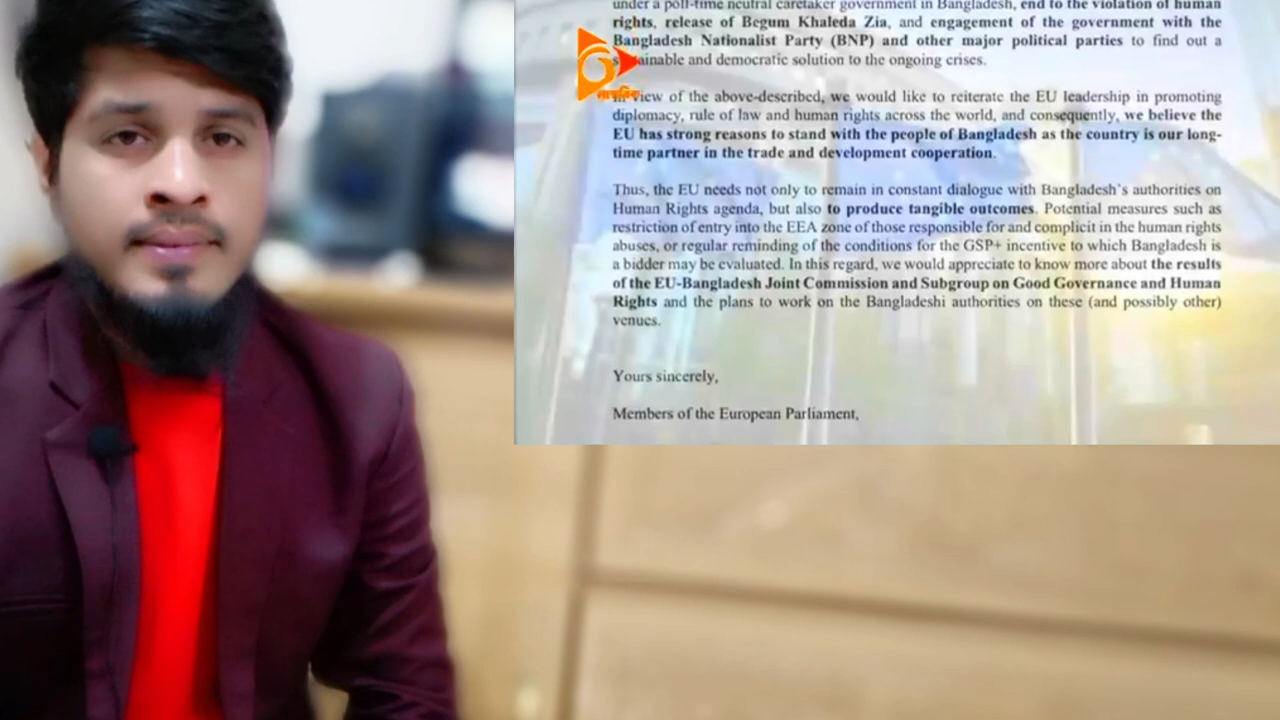 under a poll-time neutral caretaker government in Bangladesh, end to the violation of human
rights, release of Begum Khaleda Zia, and engagement of the government with the
Bangladesh Nationalist Party (BNP) and other major political parties to find out a
sustainable and democratic solution to the ongoing crises.
In view of the above-described, we would like to reiterate the EU leadership in promoting
diplomacy, rule of law and human rights across the world, and consequently, we believe the
EU has strong reasons to stand with the people of Bangladesh as the country is our long-
time partner in the trade and development cooperation.
Thus, the EU needs not only to remain in constant dialogue with Bangladesh's authorities on
Human Rights agenda, but also to produce tangible outcomes. Potential measures such as
restriction of entry into the EEA zone of those responsible for and complicit in the human rights
abuses, or regular reminding of the conditions for the GSP+ incentive to which Bangladesh is
a bidder may be evaluated. In this regard, we would appreciate to know more about the results
of the EU-Bangladesh Joint Commission and Subgroup on Good Governance and Human
Rights and the plans to work on the Bangladeshi authorities on these (and possibly other)
venues.
Yours sincerely,
Members of the European Parliament,